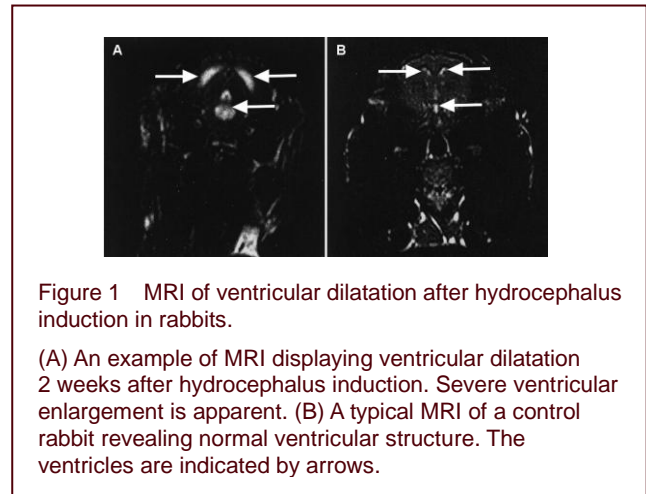 A
B
Figure 1 MRI of ventricular dilatation after hydrocephalus
induction in rabbits.
(A) An example of MRI displaying ventricular dilatation
2 weeks after hydrocephalus induction. Severe ventricular
enlargement is apparent. (B) A typical MRI of a control
rabbit revealing normal ventricular structure. The
ventricles are indicated by arrows.